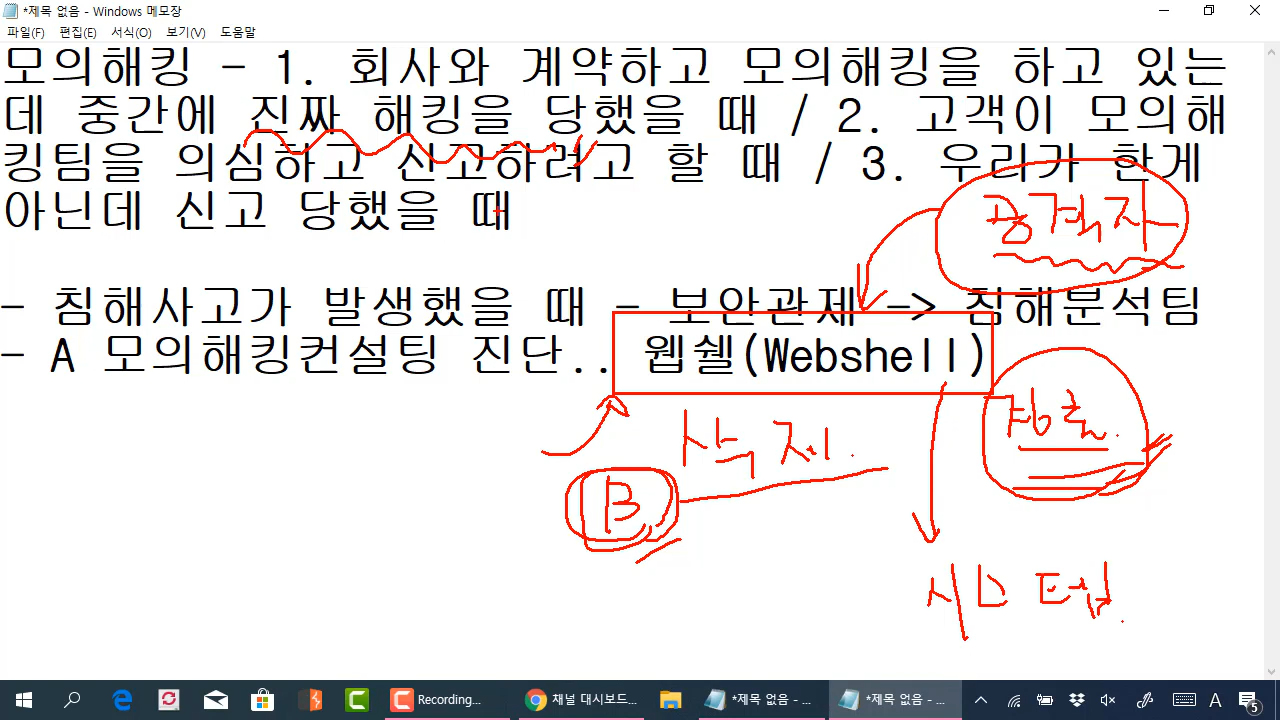 *제목 없음 - Windows 메모장
파일(F) 편집(E) 서식(O) 보기(V) 도움말
모의해킹 - 1. 회사와 계약하고 모의해킹을 하고 있는
데 중간에 진짜 해킹을 당했을 때 / 2. 고객이 모의해
킹팀을 의심하고 신고하려고 할 때 / 3. 우리가 한게
아닌데 신고 당했을 때
공격자
- 침해사고가 발생했을 때 - 보안관제 -> 침해분석팀
- A 모의해킹컨설팅 진단.. 웹쉘(Webshell)
삭제.
B
Recording...
채널 대시보드...
*제목 없음 - ...
*제목 없음 - ...
A
5